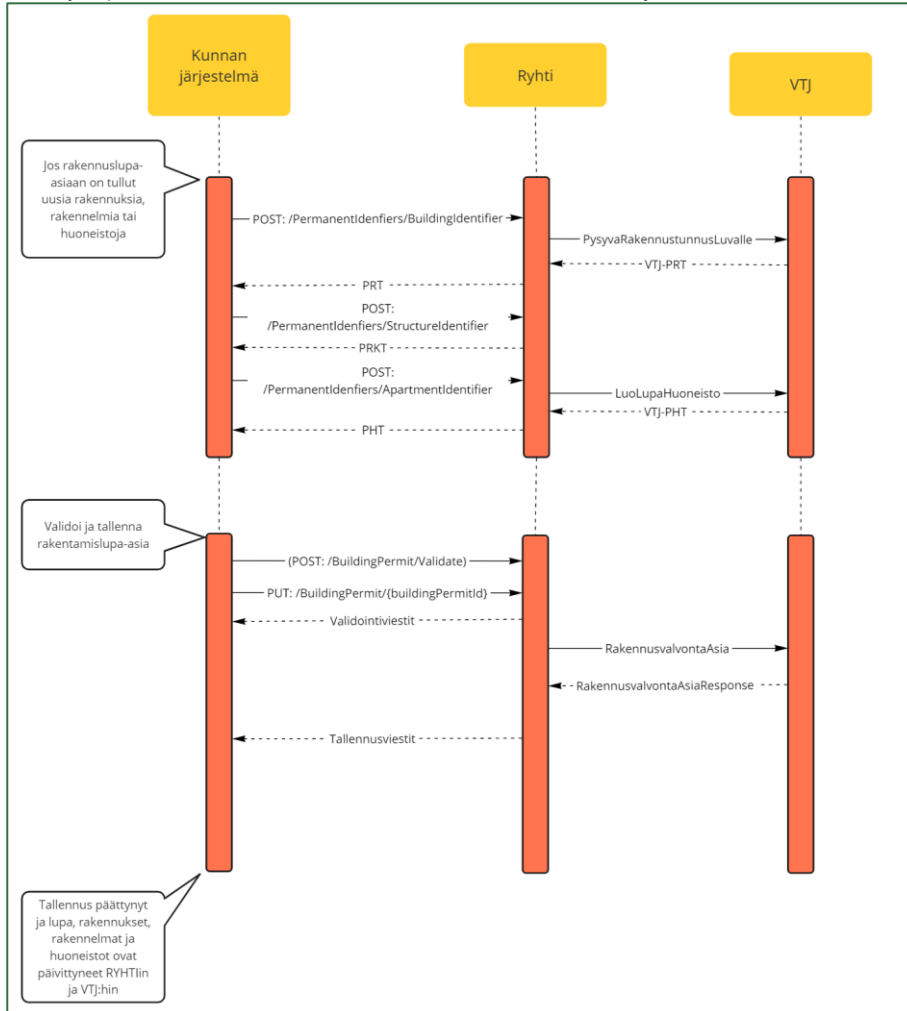 Kunnan
järjestelmä
Ryhti
VTJ
Jos rakennuslupa-
asiaan on tullut
uusia rakennuksia,
rakennelmia tai
huoneistoja
POST: /PermanentIdenfiers/BuildingIdentifier
PysyvaRakennustunnusLuvalle
VTJ-PRT
PRT
POST:
/PermanentIdenfiers/StructureIdentifier
PRKT
POST:
/PermanentIdenfiers/ApartmentIdentifier
LuoLupaHuoneisto
VTJ-PHT
PHT
Validoi ja tallenna
rakentamislupa-asia
(POST: /BuildingPermit/Validate)
PUT: /BuildingPermit/{buildingPermitId}
Validointiviestit
RakennusvalvontaAsia
RakennusvalvontaAsiaResponse
Tallennusviestit
Tallennus päättynyt
ja lupa, rakennukset,
rakennelmat ja
huoneistot ovat
päivittyneet RYHTIin
ja VTJ:hin